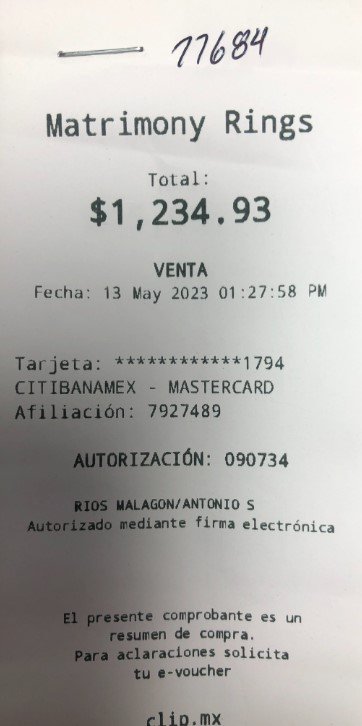 77684
Matrimony Rings
Total:
$1,234.93
VENTA
Fecha: 13 May 2023 01:27:58 PM
Tarjeta: ************1794
CITIBANAMEX - MASTERCARD
Afiliación: 7927489
AUTORIZACIÓN: 090734
RIOS MALAGON/ANTONIO S
Autorizado mediante firma electrónica
El presente comprobante es un
resumen de compra.
Para aclaraciones solicita
tu e-voucher
clip.mx